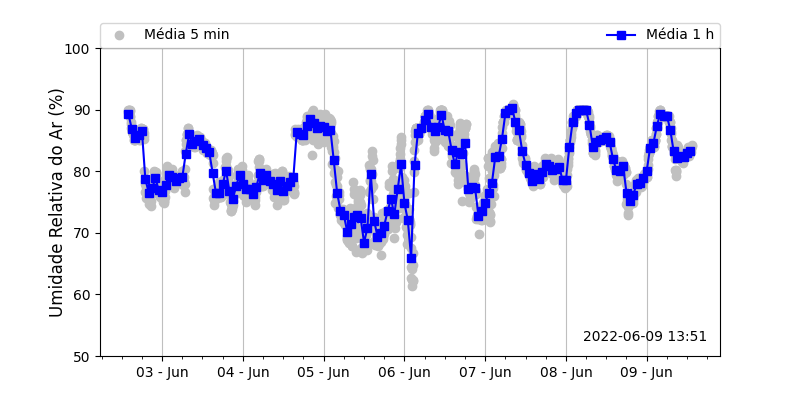 Média 5 min
Média 1 h
Umidade Relativa do Ar (%)
100
90
80
70
60
50
2022-06-09 13:51
03 - Jun
04 - Jun
05 - Jun
06 - Jun
07 - Jun
08 - Jun
09 - Jun